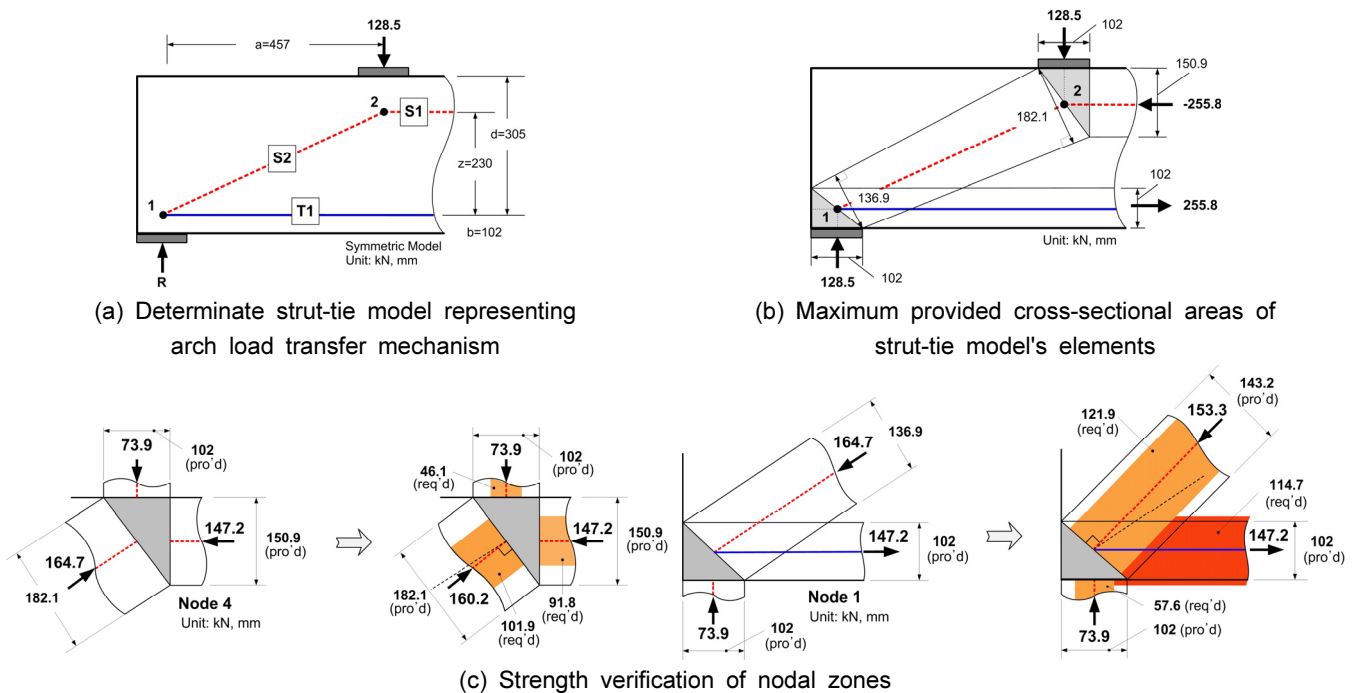 128.5
a=457
2
S1
S2
d=305
z=230
1
T1
b=102
Symmetric Model
Unit: kN, mm
R
(a) Determinate strut-tie model representing
arch load transfer mechanism
128.5
102
150.9
2
-255.8
182.1
102
136.9
1
255.8
Unit: kN, mm
102
128.5
(b) Maximum provided cross-sectional areas of
strut-tie model's elements
73.9
102
(pro'd)
147.2
150.9
(pro'd)
164.7
182.1
Node 4
Unit: kN, mm
73.9
102
(pro'd)
46.1
(req'd)
147.2
150.9
(pro'd)
182.1
(pro'd)
160.2
91.8
(req'd)
101.9
(req'd)
164.7
136.9
147.2
102
(pro'd)
Node 1
Unit: kN, mm
73.9
102
(pro'd)
143.2
(pro'd)
153.3
121.9
(req'd)
114.7
(req'd)
147.2
102
(pro'd)
57.6 (req'd)
73.9
102 (pro'd)
(c) Strength verification of nodal zones